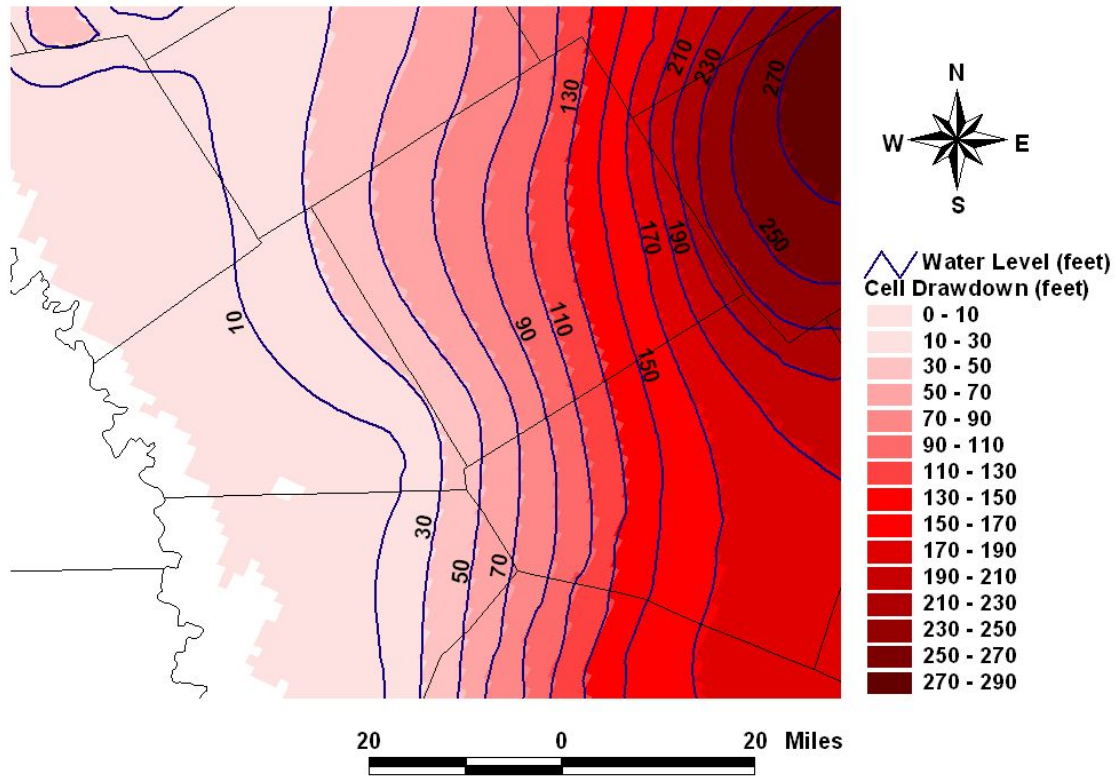 210
230
270
130
250
170
190
10
90
110
150
30
50
70
N
W E
S
Water Level (feet)
Cell Drawdown (feet)
0 - 10
10 - 30
30 - 50
50 - 70
70 - 90
90 - 110
110 - 130
130 - 150
150 - 170
170 - 190
190 - 210
210 - 230
230 - 250
250 - 270
270 - 290
20 0 20 Miles